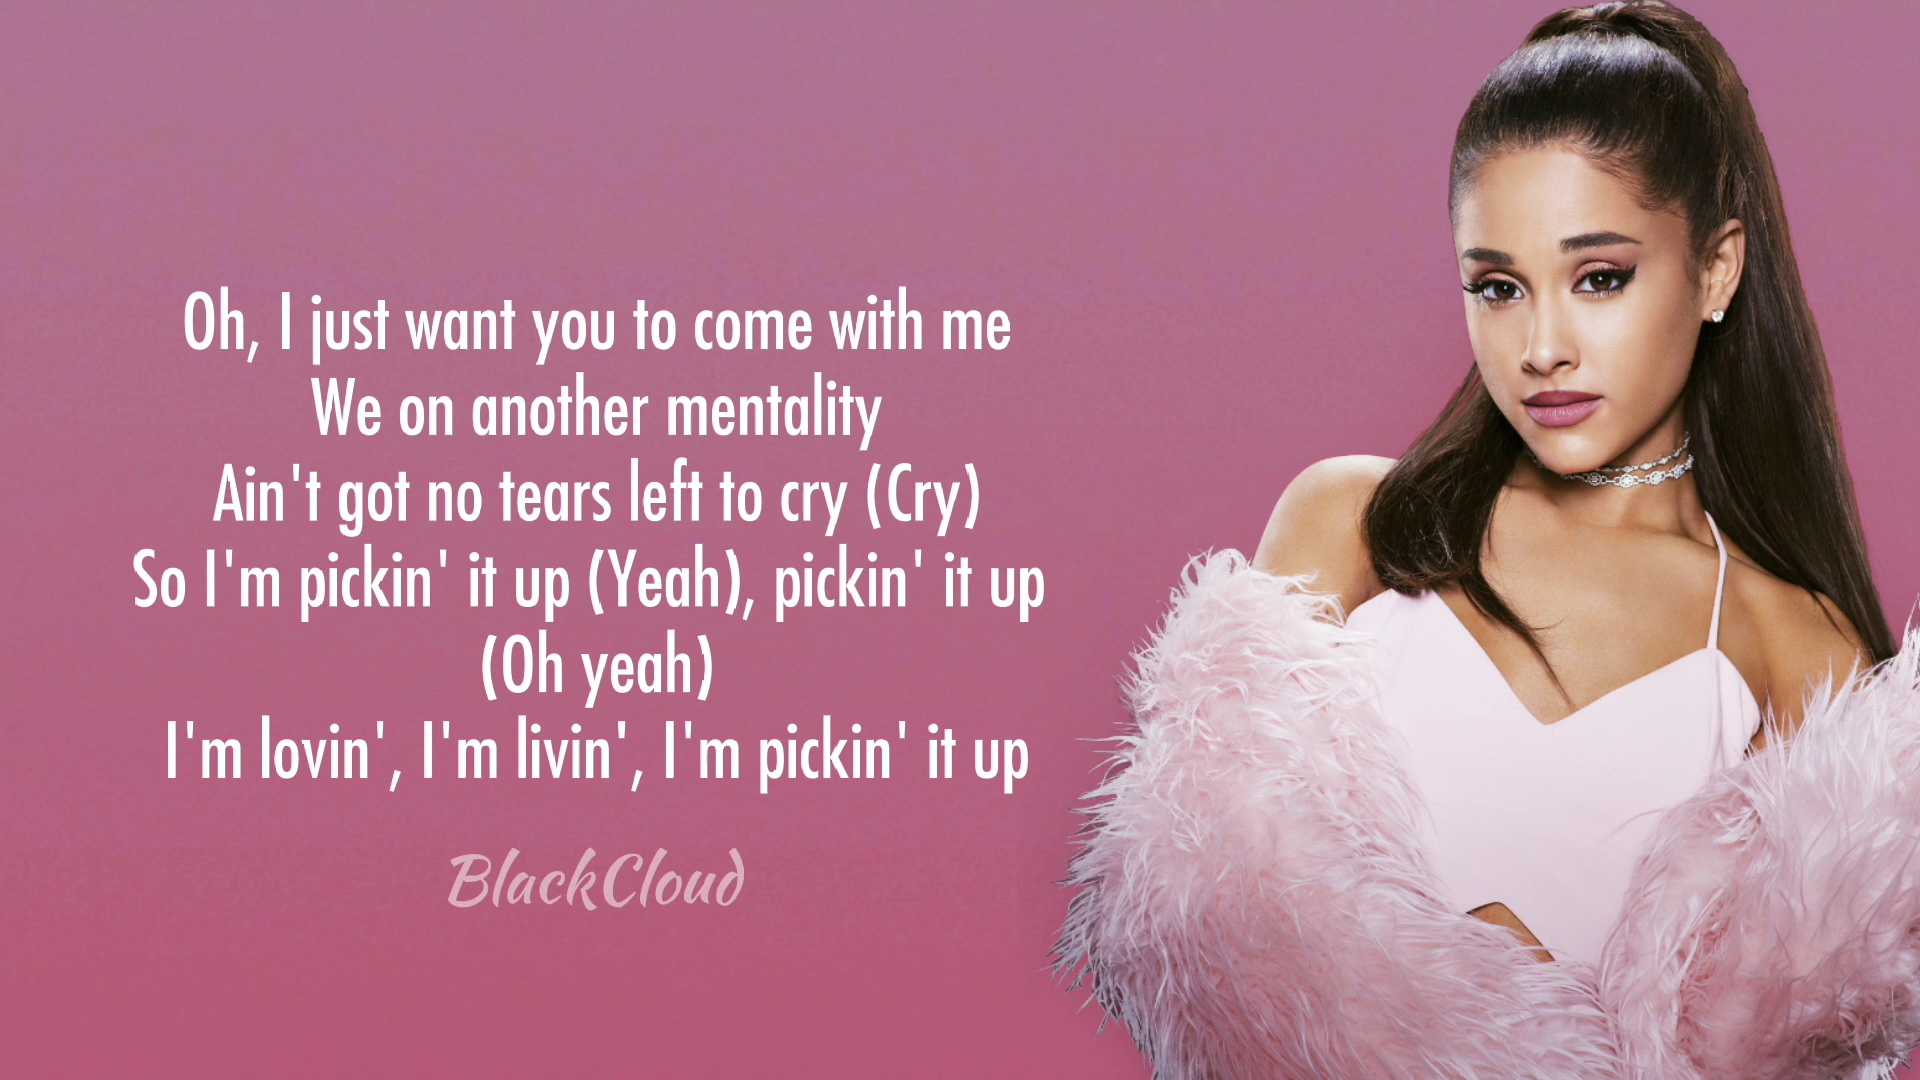 Oh, I just want you to come with me
We on another mentality
Ain't got no tears left to cry (Cry)
So I'm pickin' it up (Yeah), pickin' it up
(Oh yeah)
I'm lovin', I'm livin', I'm pickin' it up
BlackCloud